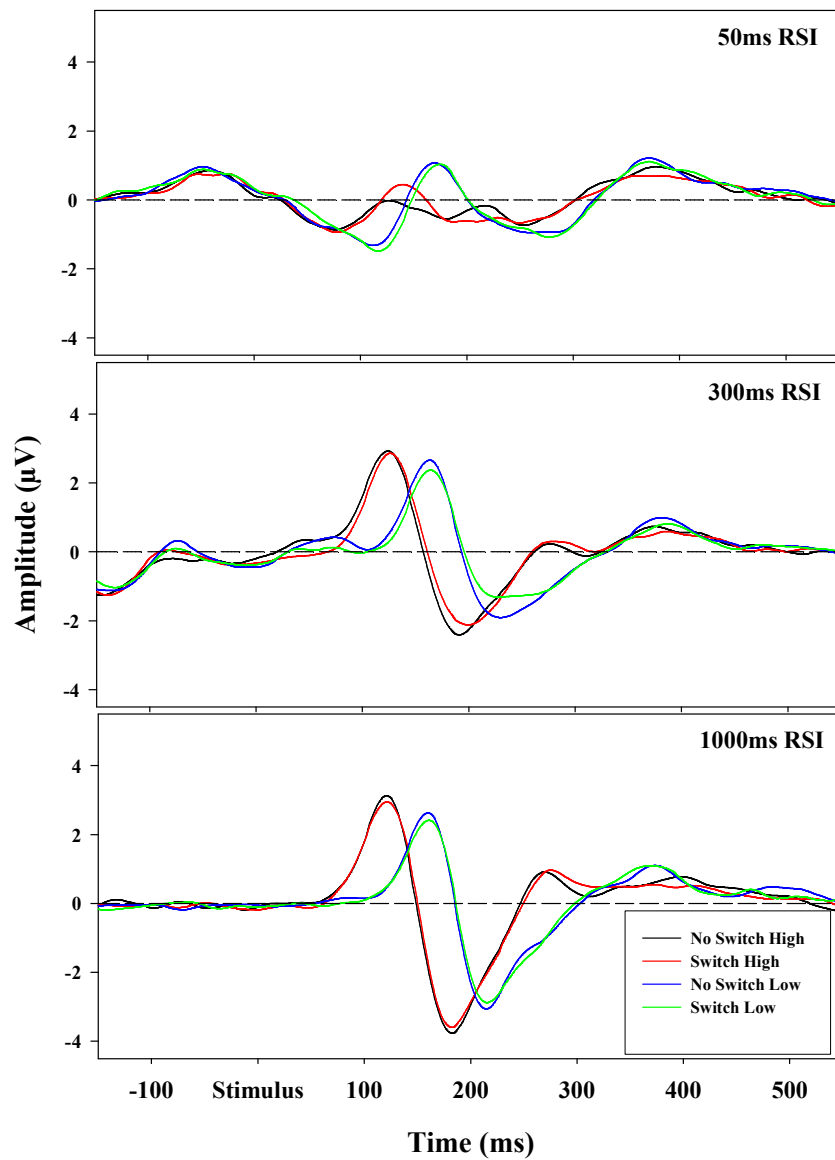 50ms RSI
4
2
0
-2
-4
300ms RSI
4
2
0
-2
-4
Amplitude (µV)
1000ms RSI
4
2
0
-2
-4
No Switch High
Switch High
No Switch Low
Switch Low
-100 Stimulus 100 200 300 400 500
Time (ms)